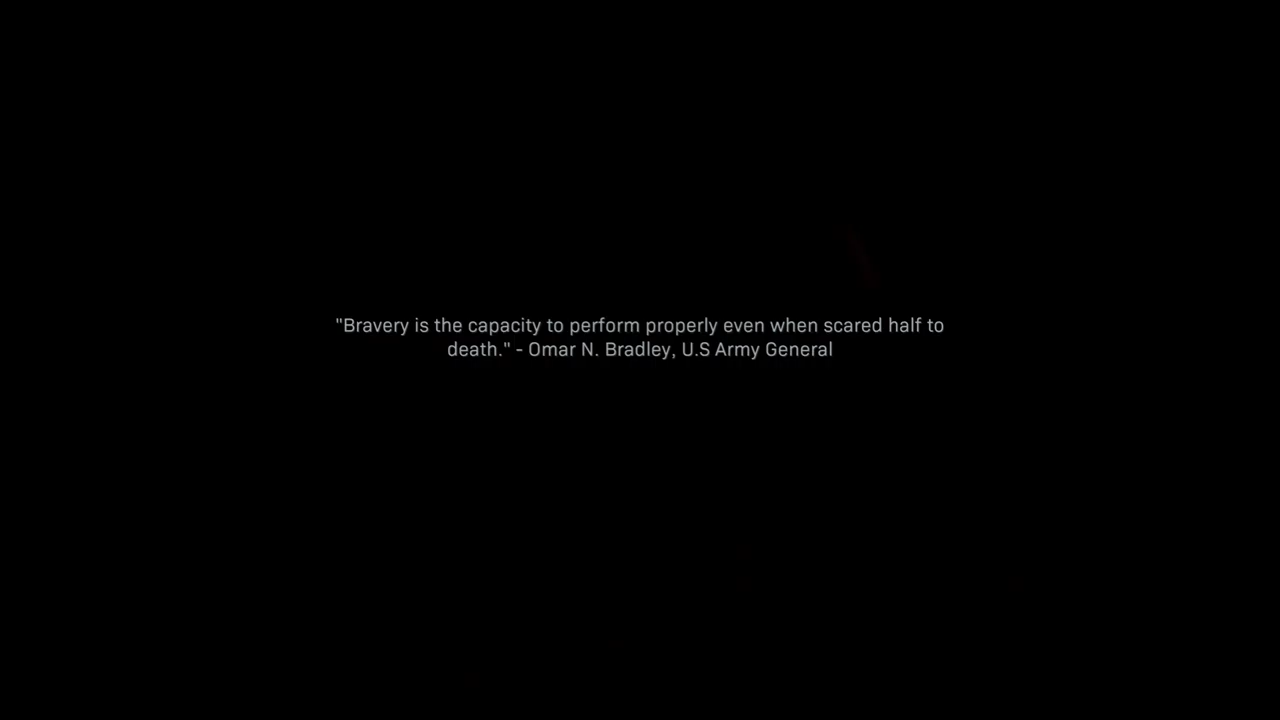 "Bravery is the capacity to perform properly even when scared half to
death." - Omar N. Bradley, U.S Army General